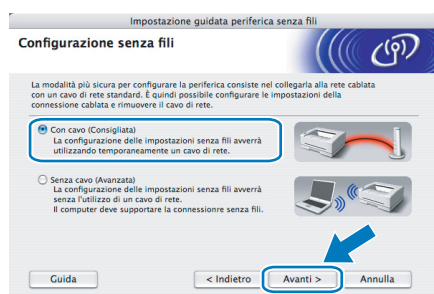 Impostazione guidata periferica senza fili
Configurazione senza fili
La modalità più sicura per configurare la periferica consiste nel collegarla alla rete cablata
con un cavo di rete standard. È quindi possibile configurare le impostazioni della
connessione cablata e rimuovere il cavo di rete.
Con cavo (Consigliata)
La configurazione delle impostazioni senza fili avverrà
utilizzando temporaneamente un cavo di rete.
Senza cavo (Avanzata)
La configurazione delle impostazioni senza fili avverrà
senza l'utilizzo di un cavo di rete.
Il computer deve supportare la connessionre senza fili.
Guida
< Indietro
Avanti >
Annulla